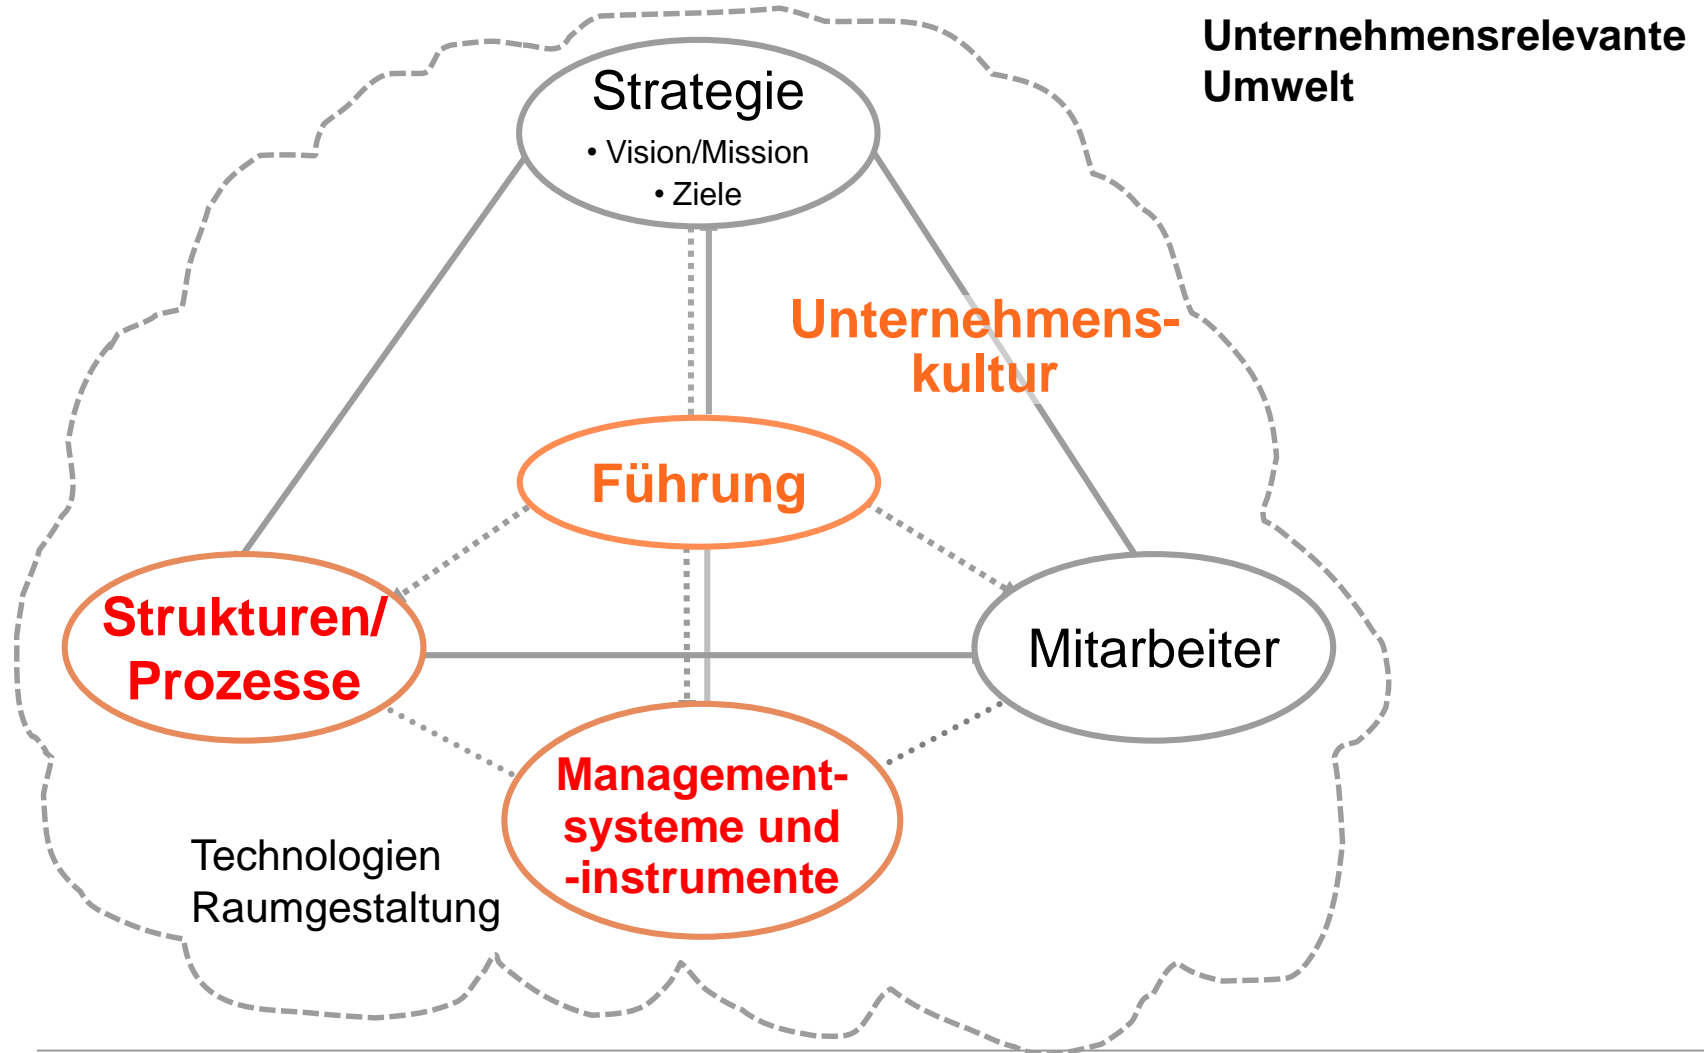 Unternehmensrelevante
Umwelt
Strategie
• Vision/Mission
• Ziele
Unternehmens-
kultur
Führung
Strukturen/
Prozesse
Mitarbeiter
Management-
systeme und
-instrumente
Technologien
Raumgestaltung